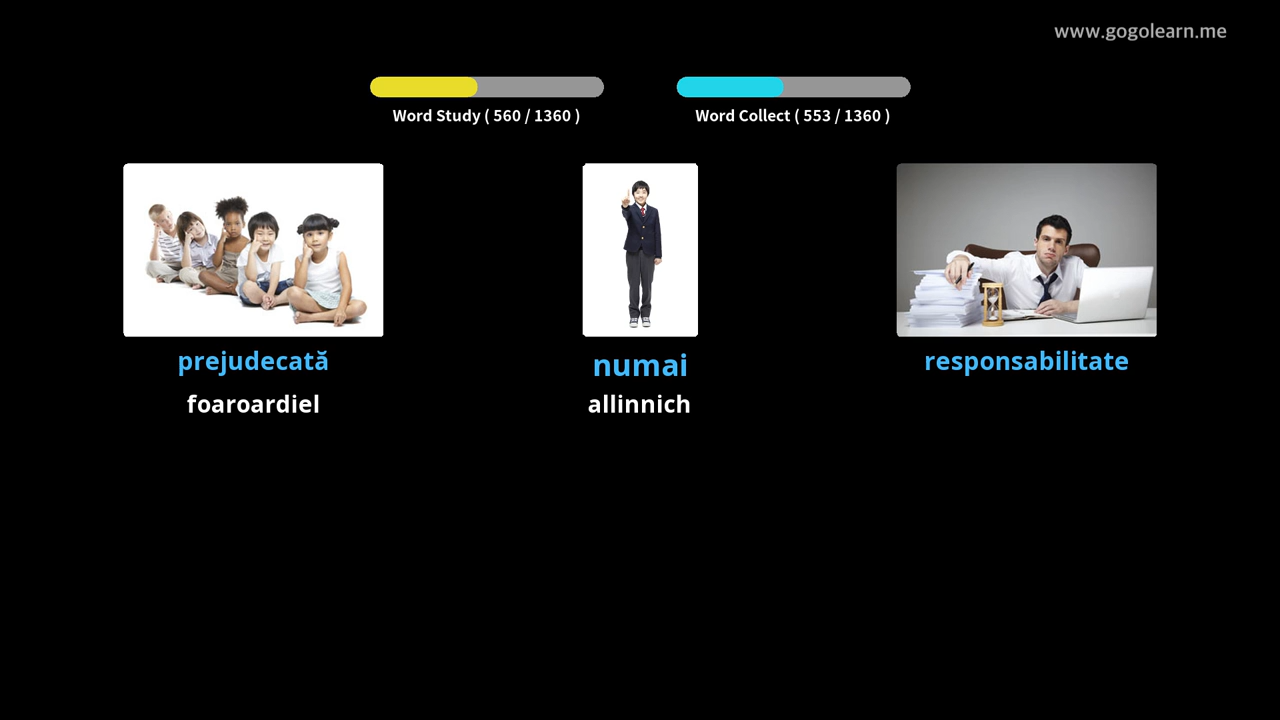 www.gogolearn.me
Word Study ( 560 / 1360 )
Word Collect ( 553 / 1360 )
prejudecată
numai
responsabilitate
foaroardiel
allinnich